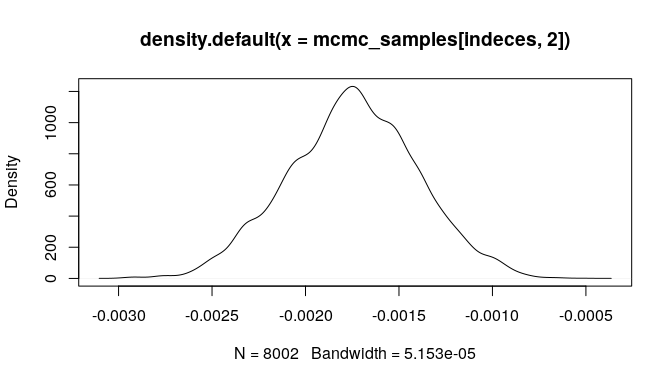 density.default(x = mcmc_samples[indeces, 2])
Density
1000
600
200
0
-0.0030 -0.0025 -0.0020 -0.0015 -0.0010 -0.0005
N = 8002 Bandwidth = 5.153e-05